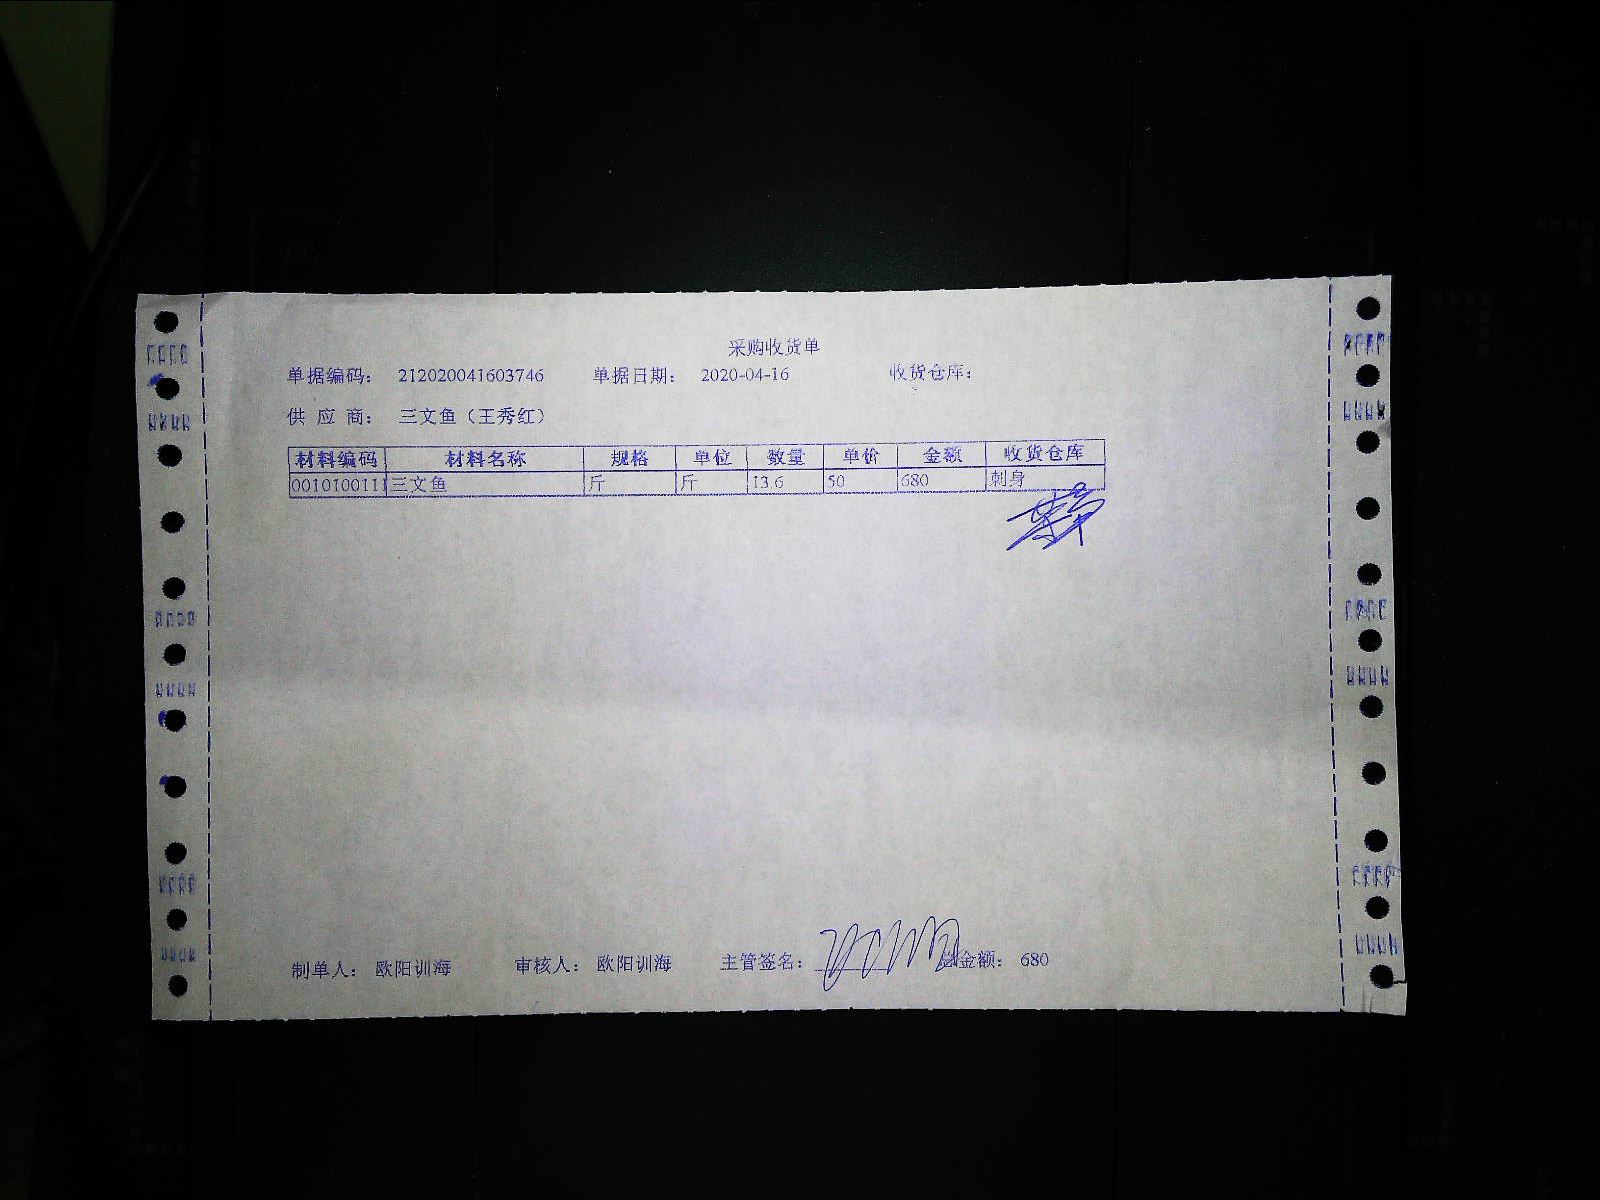 采购收货单
单据编码： 212020041603746 单据日期： 2020-04-16 收货仓库：
供 应 商： 三文鱼（王秀红）
材料编码 材料名称 规格 单位 数量 单价 金额 收货仓库
0010100111 三文鱼 斤 斤 13.6 50 680 刺身
制单人： 欧阳训海 审核人： 欧阳训海 主管签名： 总金额： 680